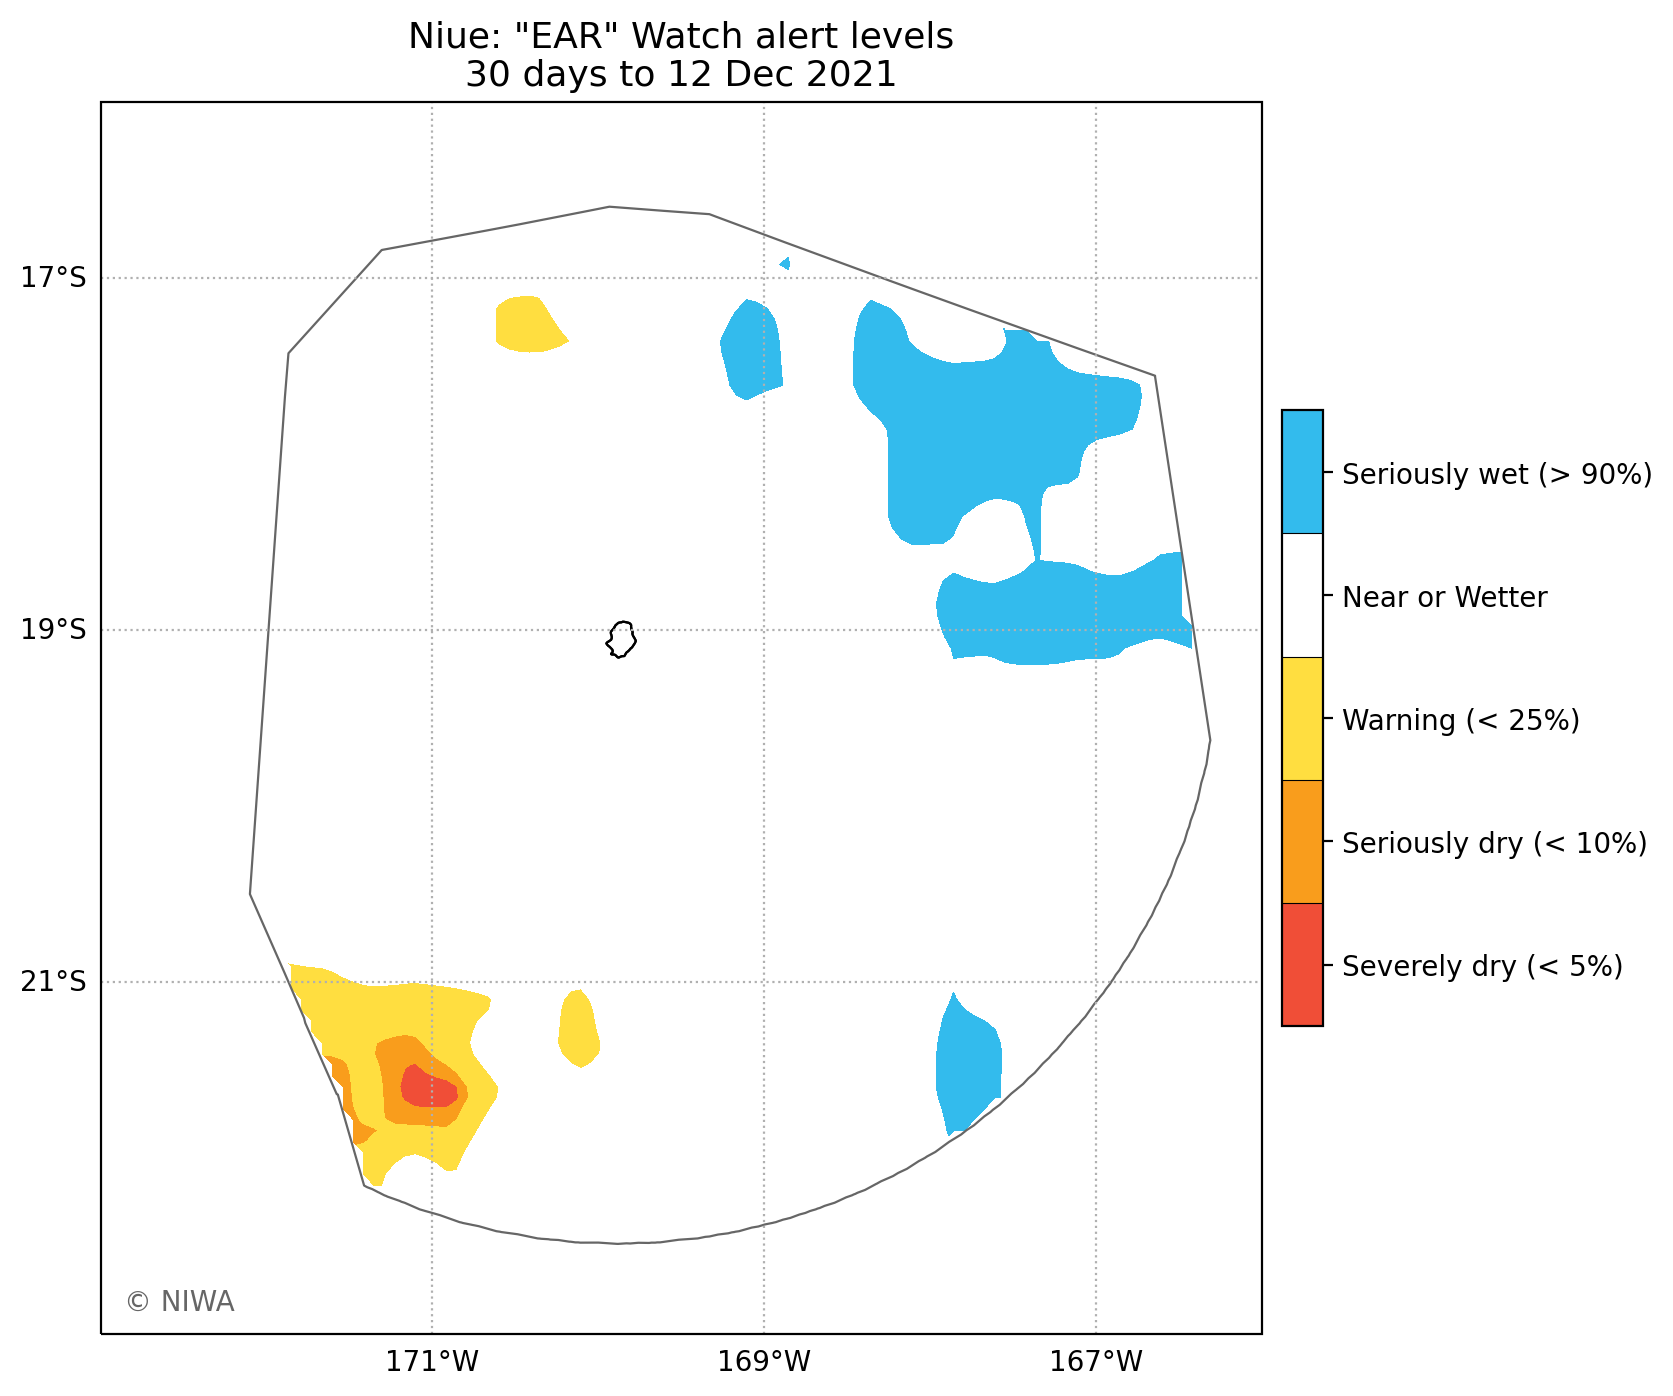 Niue: "EAR" Watch alert levels
30 days to 12 Dec 2021
17°S
19°S
21°S
171°W
169°W
167°W
© NIWA
Seriously wet (> 90%)
Near or Wetter
Warning (< 25%)
Seriously dry (< 10%)
Severely dry (< 5%)